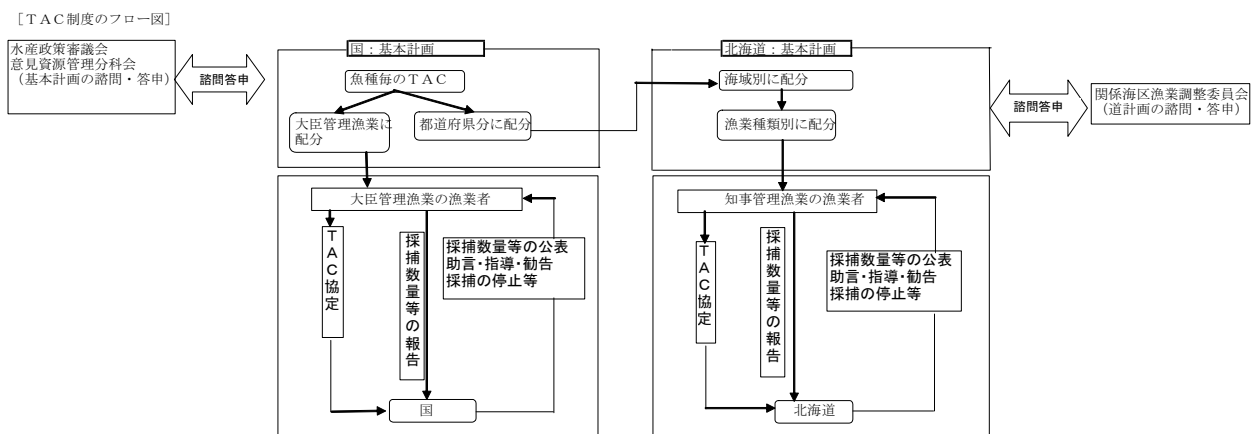 [TAC制度のフロー図]
水産政策審議会
意見資源管理分科会
(基本計画の諮問・答申)
諮問答申
国:基本計画
魚種毎のTAC
大臣管理漁業に
配分
都道府県分に配分
北海道:基本計画
海域別に配分
漁業種類別に配分
諮問答申
関係海区漁業調整委員会
(道計画の諮問・答申)
大臣管理漁業の漁業者
TAC協定
採捕数量等の報告
採捕数量等の公表
助言・指導・勧告
採捕の停止等
国
知事管理漁業の漁業者
TAC協定
採捕数量等の報告
採捕数量等の公表
助言・指導・勧告
採捕の停止等
北海道